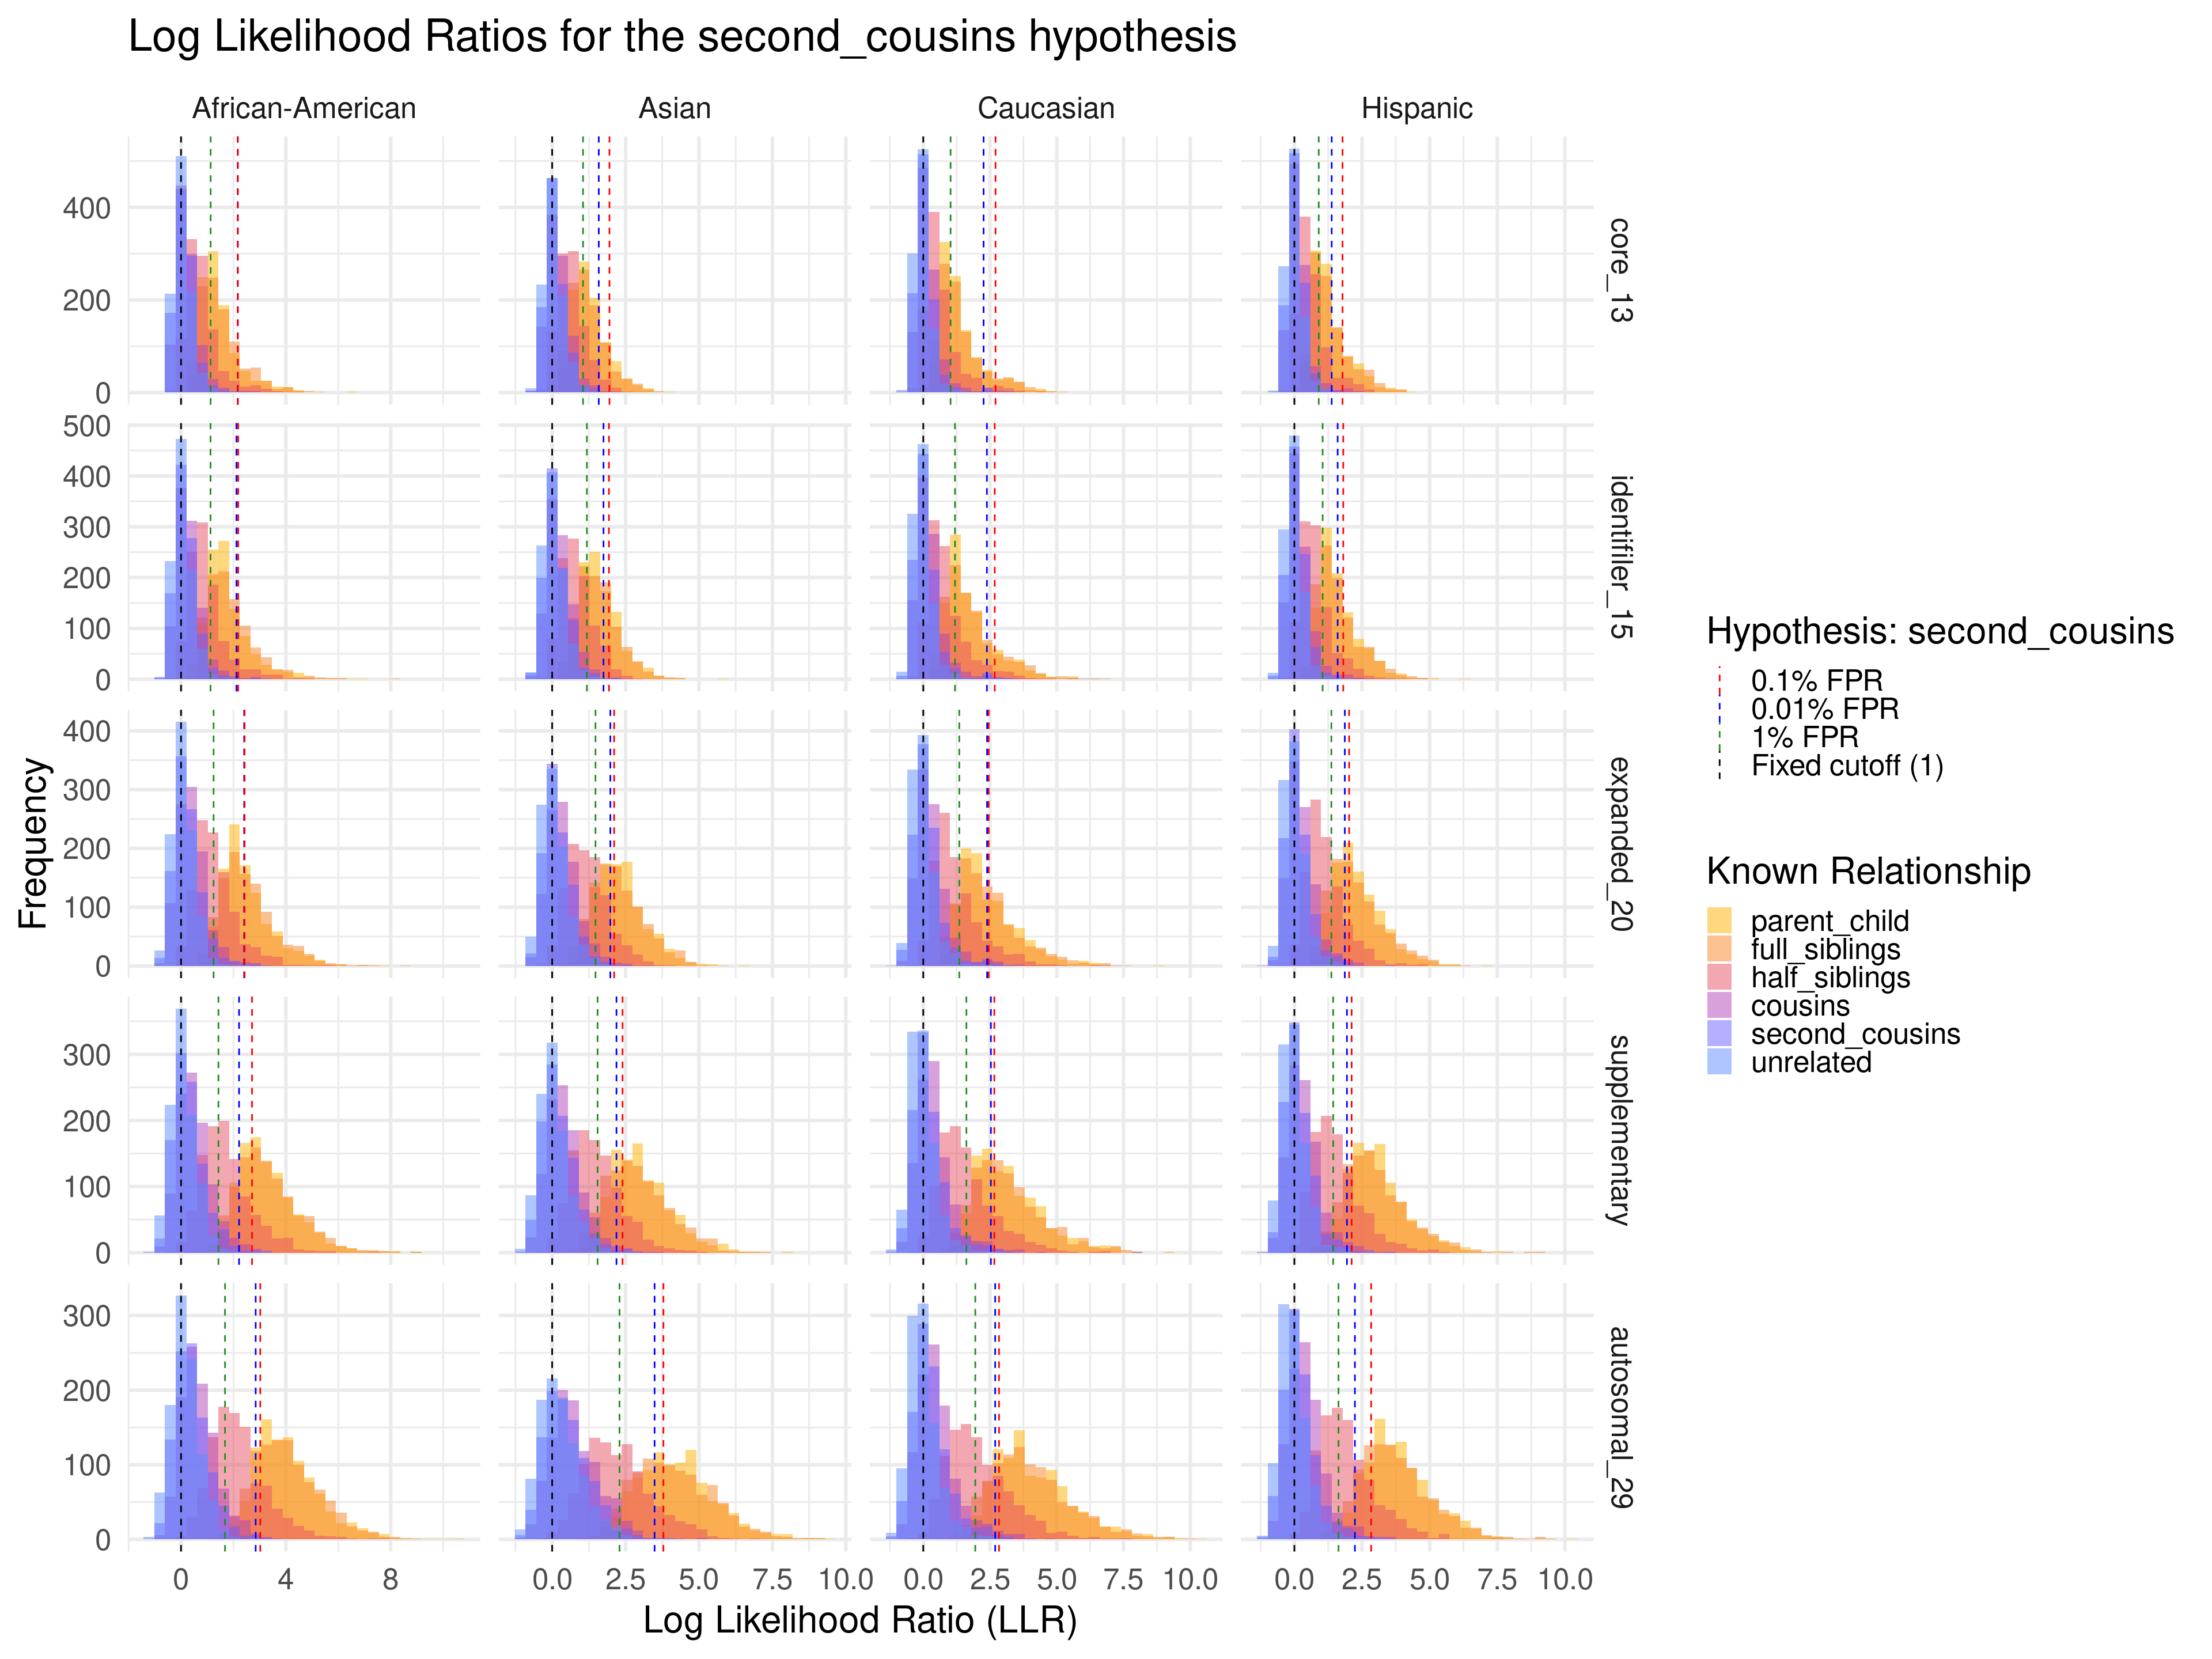 Log Likelihood Ratios for the second_cousins hypothesis
African-American Asian Caucasian Hispanic
400
200
0
core_13
500
400
300
200
100
0
identifiler_15
400
300
200
100
0
expanded_20
300
200
100
0
supplementary
300
200
100
0
autosomal_29
Frequency
0 4 8 0.0 2.5 5.0 7.5 10.0 0.0 2.5 5.0 7.5 10.0 0.0 2.5 5.0 7.5 10.0
Log Likelihood Ratio (LLR)
Hypothesis: second_cousins
0.1% FPR
0.01% FPR
1% FPR
Fixed cutoff (1)
Known Relationship
parent_child
full_siblings
half_siblings
cousins
second_cousins
unrelated